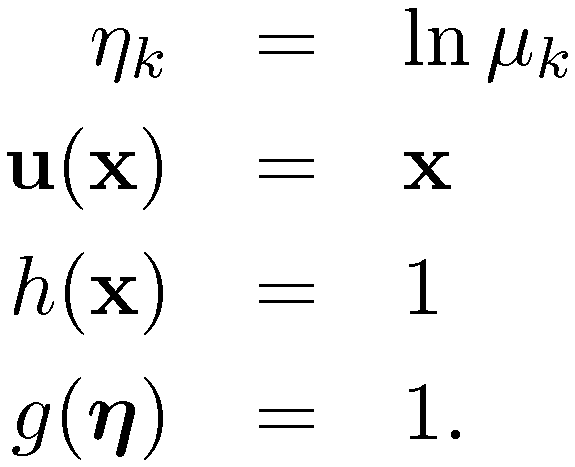 η_k = ln μ_k
𝐮(𝐱) = 𝐱
h(𝐱) = 1
g(𝛈) = 1.